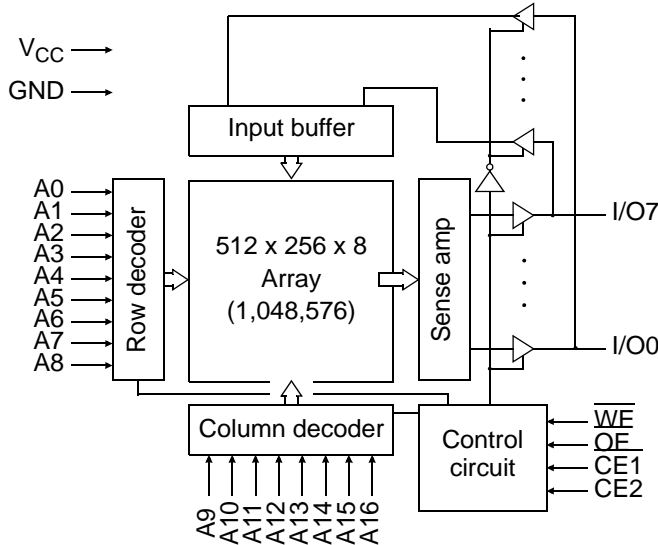 VCC
GND
Input buffer
A0
A1
A2
A3
A4
A5
A6
A7
A8
Row decoder
512 x 256 x 8
Array
(1,048,576)
Sense amp
I/O7
I/O0
Column decoder
A9
A10
A11
A12
A13
A14
A15
A16
Control
circuit
WE
OE
CE1
CE2